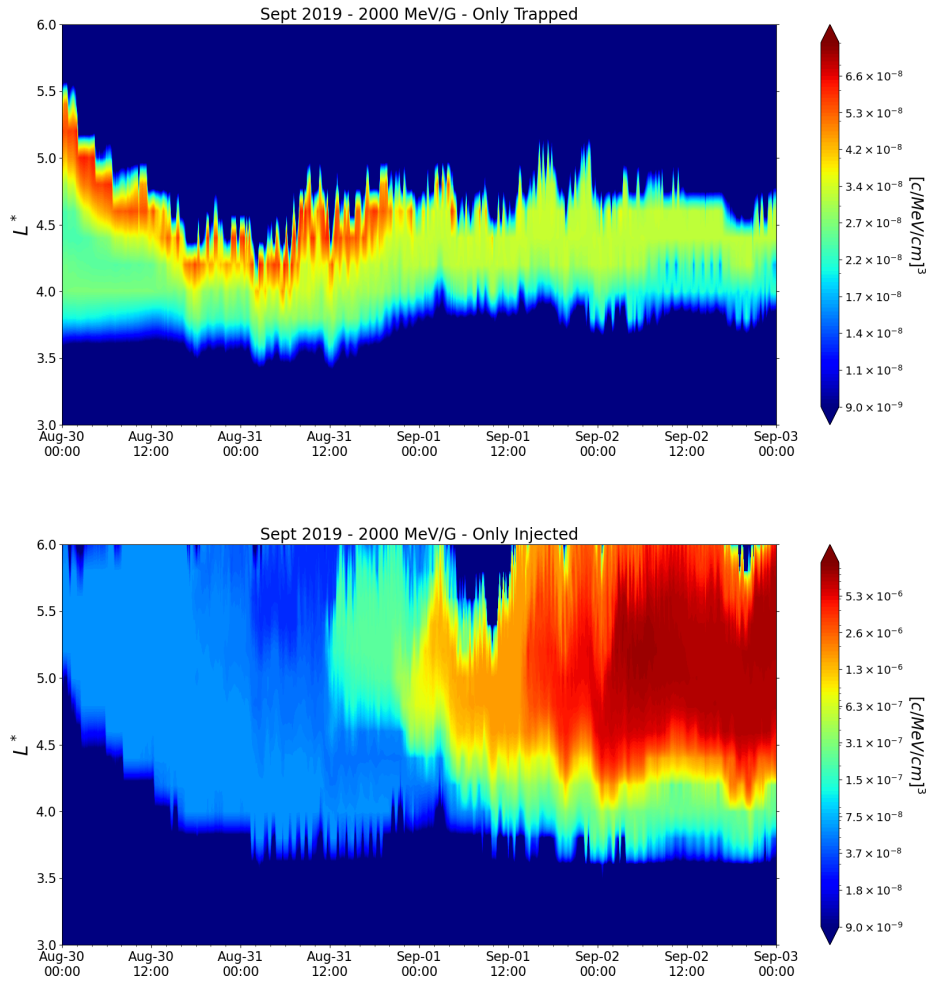 Sept 2019 - 2000 MeV/G - Only Trapped
6.0
5.5
5.0
4.5
4.0
3.5
3.0
L*
Aug-30 00:00
Aug-30 12:00
Aug-31 00:00
Aug-31 12:00
Sep-01 00:00
Sep-01 12:00
Sep-02 00:00
Sep-02 12:00
Sep-03 00:00
6.6 × 10⁻⁸
5.3 × 10⁻⁸
4.2 × 10⁻⁸
3.4 × 10⁻⁸
2.7 × 10⁻⁸
2.2 × 10⁻⁸
1.7 × 10⁻⁸
1.4 × 10⁻⁸
1.1 × 10⁻⁸
9.0 × 10⁻⁹
[c/MeV/cm]³
Sept 2019 - 2000 MeV/G - Only Injected
6.0
5.5
5.0
4.5
4.0
3.5
3.0
L*
Aug-30 00:00
Aug-30 12:00
Aug-31 00:00
Aug-31 12:00
Sep-01 00:00
Sep-01 12:00
Sep-02 00:00
Sep-02 12:00
Sep-03 00:00
5.3 × 10⁻⁶
2.6 × 10⁻⁶
1.3 × 10⁻⁶
6.3 × 10⁻⁷
3.1 × 10⁻⁷
1.5 × 10⁻⁷
7.5 × 10⁻⁸
3.7 × 10⁻⁸
1.8 × 10⁻⁸
9.0 × 10⁻⁹
[c/MeV/cm]³